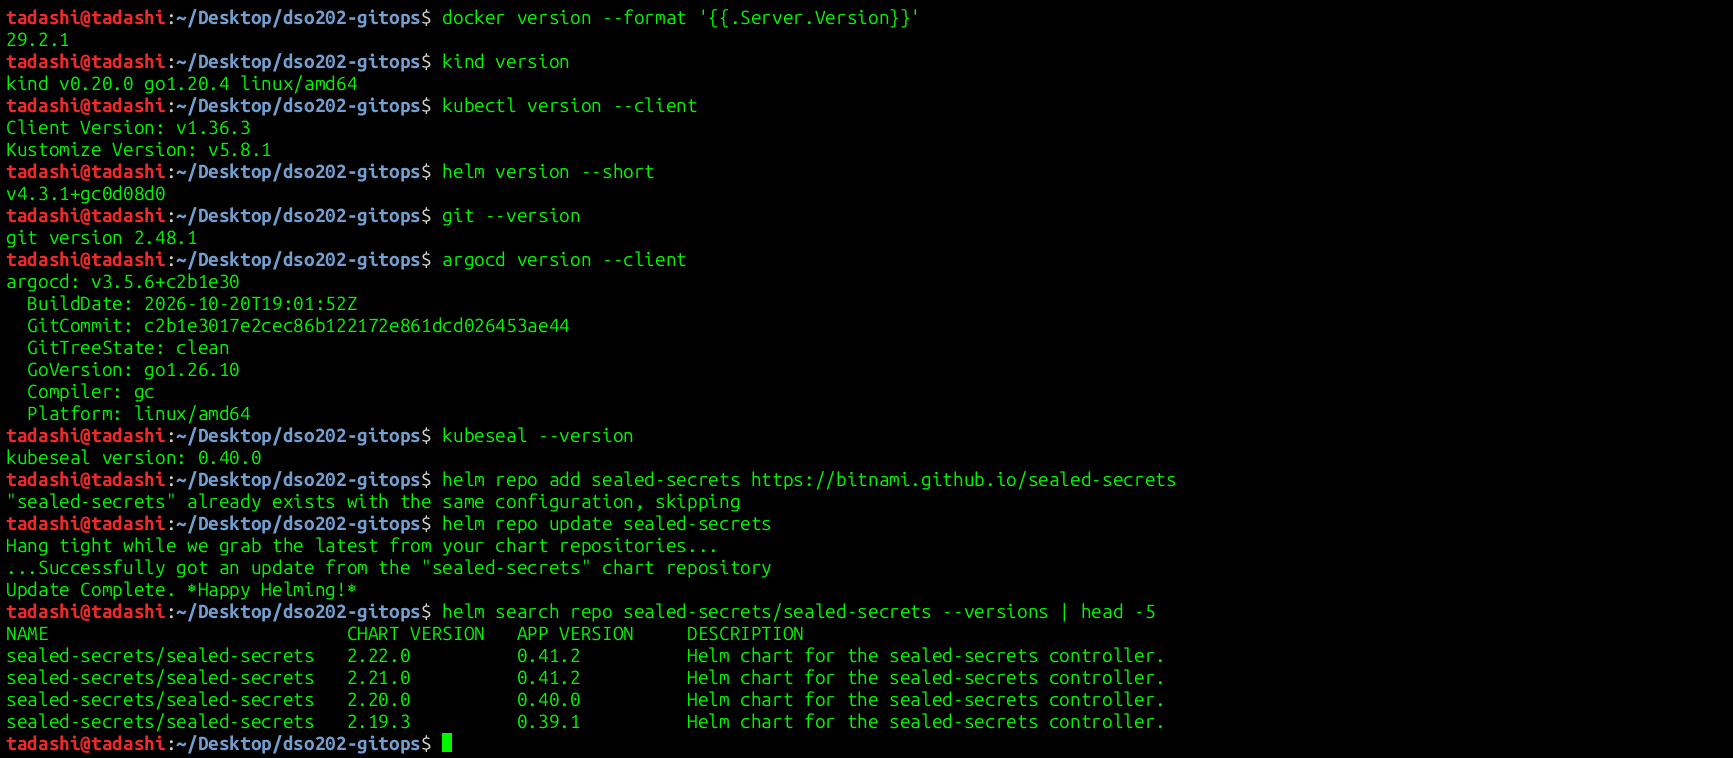 tadashi@tadashi:~/Desktop/dso202-gitops$ docker version --format '{{.Server.Version}}'
29.2.1
tadashi@tadashi:~/Desktop/dso202-gitops$ kind version
kind v0.20.0 go1.20.4 linux/amd64
tadashi@tadashi:~/Desktop/dso202-gitops$ kubectl version --client
Client Version: v1.36.3
Kustomize Version: v5.8.1
tadashi@tadashi:~/Desktop/dso202-gitops$ helm version --short
v4.3.1+gc0d08d0
tadashi@tadashi:~/Desktop/dso202-gitops$ git --version
git version 2.48.1
tadashi@tadashi:~/Desktop/dso202-gitops$ argocd version --client
argocd: v3.5.6+c2b1e30
  BuildDate: 2026-10-20T19:01:52Z
  GitCommit: c2b1e3017e2cec86b122172e861dcd026453ae44
  GitTreeState: clean
  GoVersion: go1.26.10
  Compiler: gc
  Platform: linux/amd64
tadashi@tadashi:~/Desktop/dso202-gitops$ kubeseal --version
kubeseal version: 0.40.0
tadashi@tadashi:~/Desktop/dso202-gitops$ helm repo add sealed-secrets https://bitnami.github.io/sealed-secrets
"sealed-secrets" already exists with the same configuration, skipping
tadashi@tadashi:~/Desktop/dso202-gitops$ helm repo update sealed-secrets
Hang tight while we grab the latest from your chart repositories...
...Successfully got an update from the "sealed-secrets" chart repository
Update Complete. *Happy Helming!*
tadashi@tadashi:~/Desktop/dso202-gitops$ helm search repo sealed-secrets/sealed-secrets --versions | head -5
NAME                            CHART VERSION   APP VERSION     DESCRIPTION
sealed-secrets/sealed-secrets   2.22.0          0.41.2          Helm chart for the sealed-secrets controller.
sealed-secrets/sealed-secrets   2.21.0          0.41.2          Helm chart for the sealed-secrets controller.
sealed-secrets/sealed-secrets   2.20.0          0.40.0          Helm chart for the sealed-secrets controller.
sealed-secrets/sealed-secrets   2.19.3          0.39.1          Helm chart for the sealed-secrets controller.
tadashi@tadashi:~/Desktop/dso202-gitops$